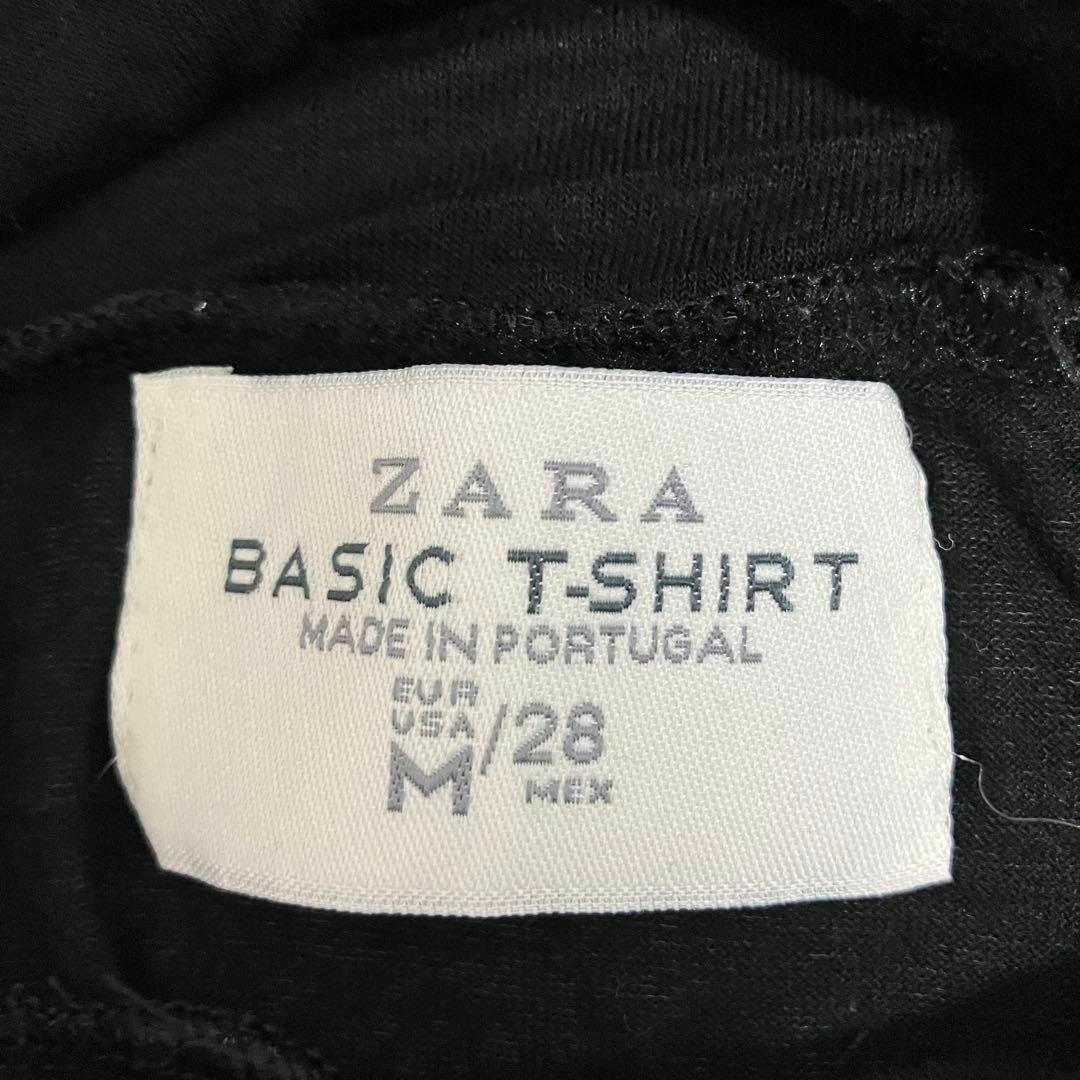 ZARA
BASIC T-SHIRT
MADE IN PORTUGAL
EUR
USA
M/28
MEX